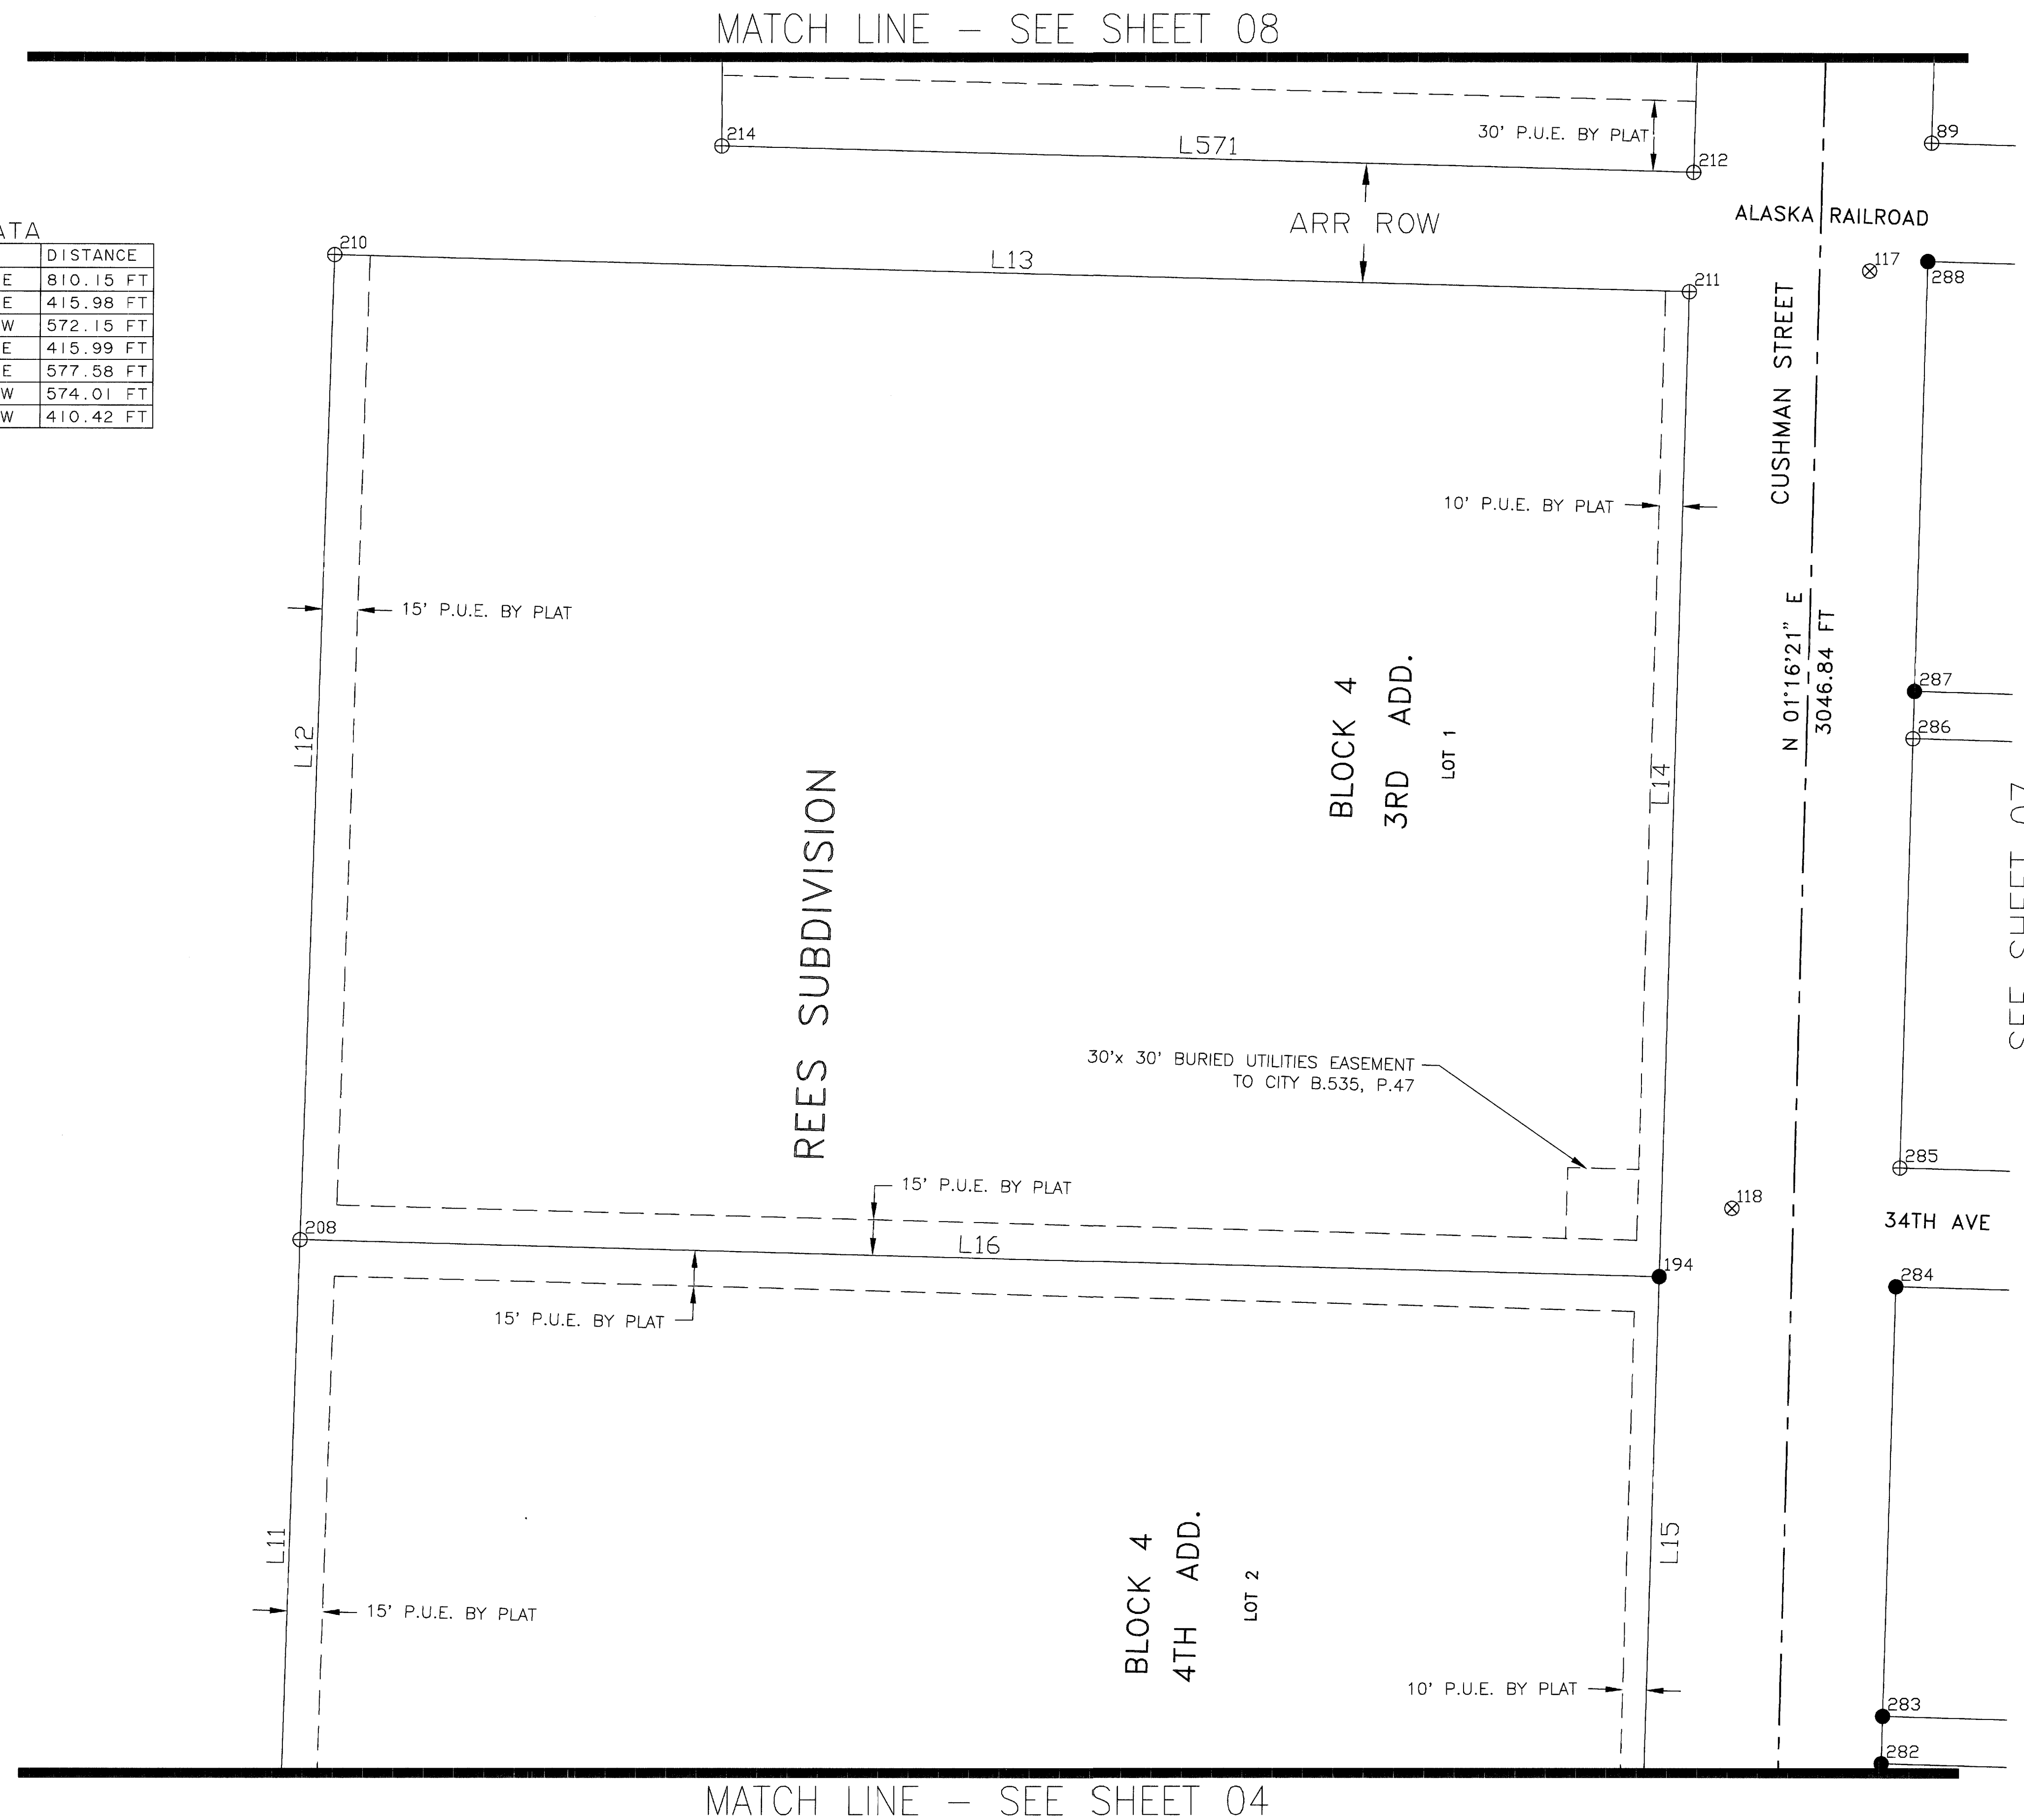 MATCH LINE - SEE SHEET 08
214
L571
30' P.U.E. BY PLAT
212
89
ARR ROW
ALASKA RAILROAD
ATA
DISTANCE
E 810.15 FT
E 415.98 FT
W 572.15 FT
E 415.99 FT
E 577.58 FT
W 574.01 FT
W 410.42 FT
210
L13
211
117
288
CUSHMAN STREET
10' P.U.E. BY PLAT
15' P.U.E. BY PLAT
N 01°16'21" E
3046.84 FT
287
286
L12
BLOCK 4
3RD ADD.
LOT 1
L14
REES SUBDIVISION
SEE SHEET 07
30'x 30' BURIED UTILITIES EASEMENT
TO CITY B.535, P.47
285
15' P.U.E. BY PLAT
118
34TH AVE
208
L16
194
284
15' P.U.E. BY PLAT
L11
BLOCK 4
4TH ADD.
LOT 2
L15
15' P.U.E. BY PLAT
10' P.U.E. BY PLAT
283
282
MATCH LINE - SEE SHEET 04